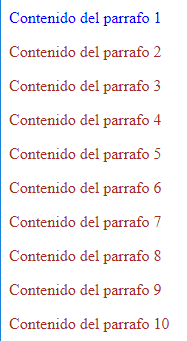 Contenido del parrafo 1
Contenido del parrafo 2
Contenido del parrafo 3
Contenido del parrafo 4
Contenido del parrafo 5
Contenido del parrafo 6
Contenido del parrafo 7
Contenido del parrafo 8
Contenido del parrafo 9
Contenido del parrafo 10